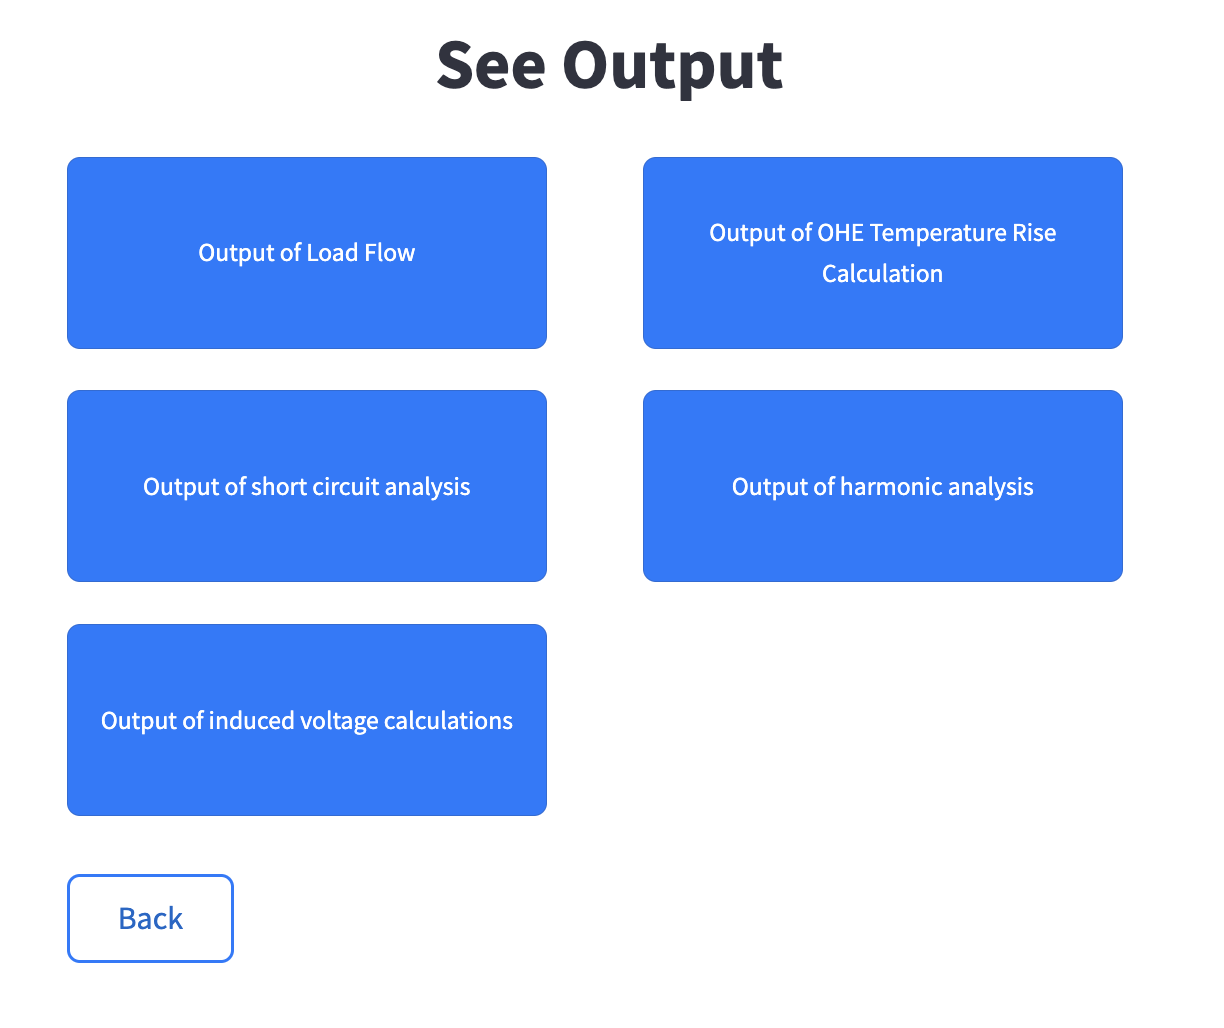 See Output
Output of Load Flow
Output of OHE Temperature Rise
Calculation
Output of short circuit analysis
Output of harmonic analysis
Output of induced voltage calculations
Back